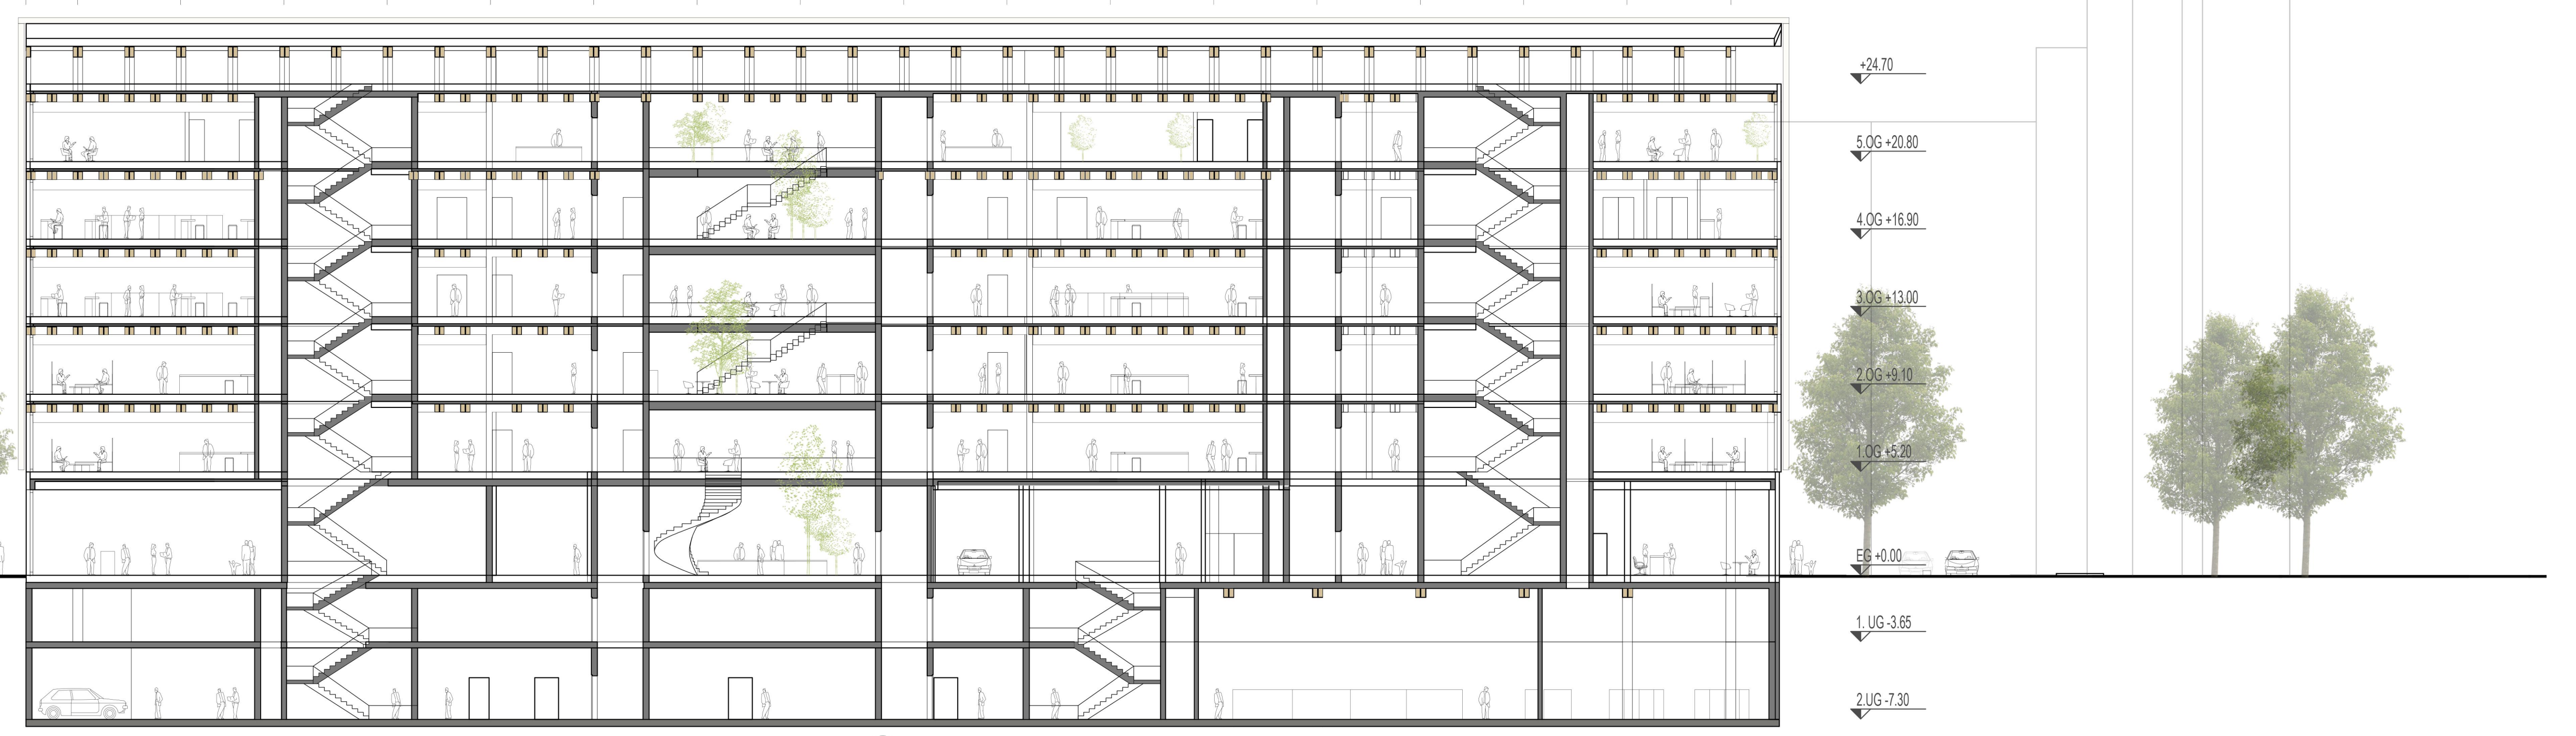 +24.70
5.OG +20.80
4.OG +16.90
3.OG +13.00
2.OG +9.10
1.OG +5.20
EG +0.00
1. UG -3.65
2.UG -7.30